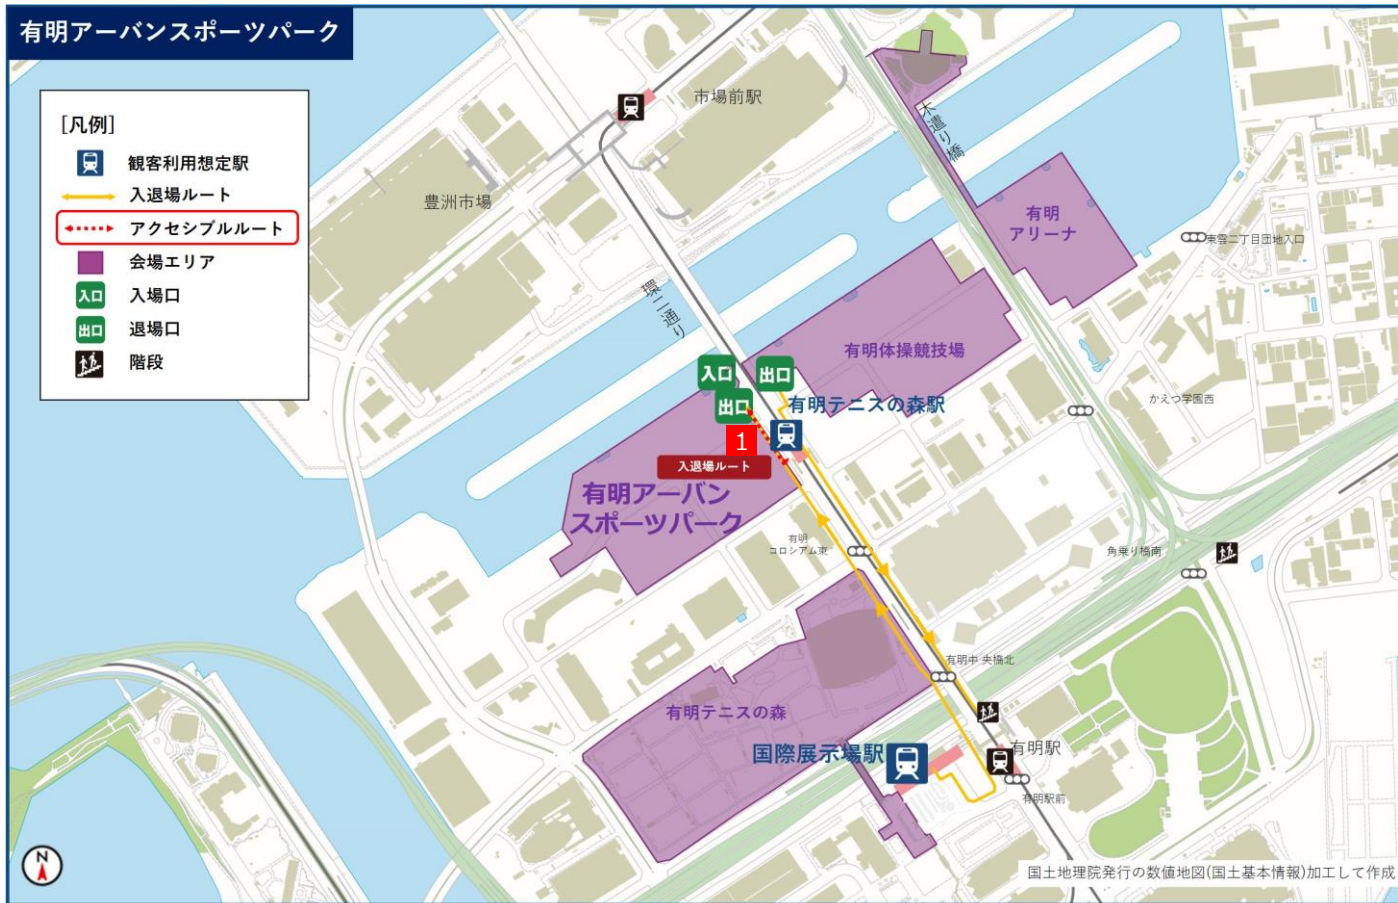 有明アーバンスポーツパーク
[凡例]
観客利用想定駅
入退場ルート
アクセシブルルート
会場エリア
入口 入場口
出口 退場口
階段
市場前駅
豊洲市場
木遣り橋
環二通り
有明
アリーナ
東雲二丁目団地入口
有明体操競技場
入口
出口
出口
有明テニスの森駅
かえつ学園西
1
入退場ルート
有明アーバン
スポーツパーク
有明
コロシアム東
角乗り橋南
有明中央橋北
有明テニスの森
国際展示場駅
有明駅
有明駅前
N
国土地理院発行の数値地図(国土基本情報)加工して作成